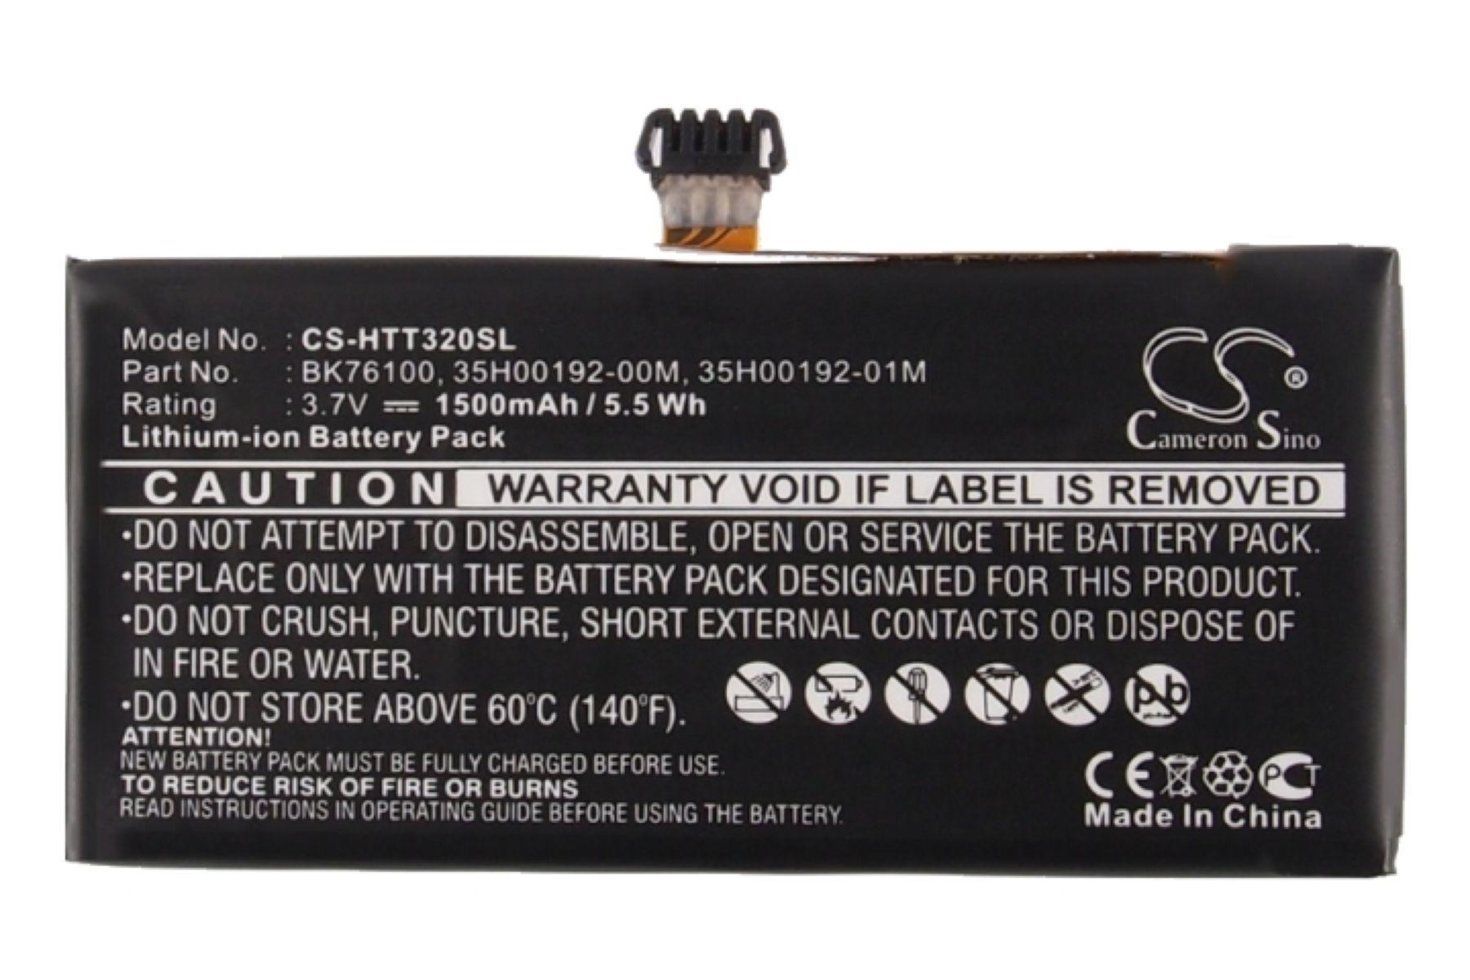 Model No. : CS-HTT320SL
Part No. : BK76100, 35H00192-00M, 35H00192-01M
Rating : 3.7V ⎓ 1500mAh / 5.5 Wh
Lithium-ion Battery Pack
CS®
Cameron Sino
CAUTION WARRANTY VOID IF LABEL IS REMOVED
•DO NOT ATTEMPT TO DISASSEMBLE, OPEN OR SERVICE THE BATTERY PACK.
•REPLACE ONLY WITH THE BATTERY PACK DESIGNATED FOR THIS PRODUCT.
•DO NOT CRUSH, PUNCTURE, SHORT EXTERNAL CONTACTS OR DISPOSE OF
IN FIRE OR WATER.
•DO NOT STORE ABOVE 60°C (140°F).
Pb
ATTENTION!
NEW BATTERY PACK MUST BE FULLY CHARGED BEFORE USE.
TO REDUCE RISK OF FIRE OR BURNS
READ INSTRUCTIONS IN OPERATING GUIDE BEFORE USING THE BATTERY.
CE PCT
Made In China